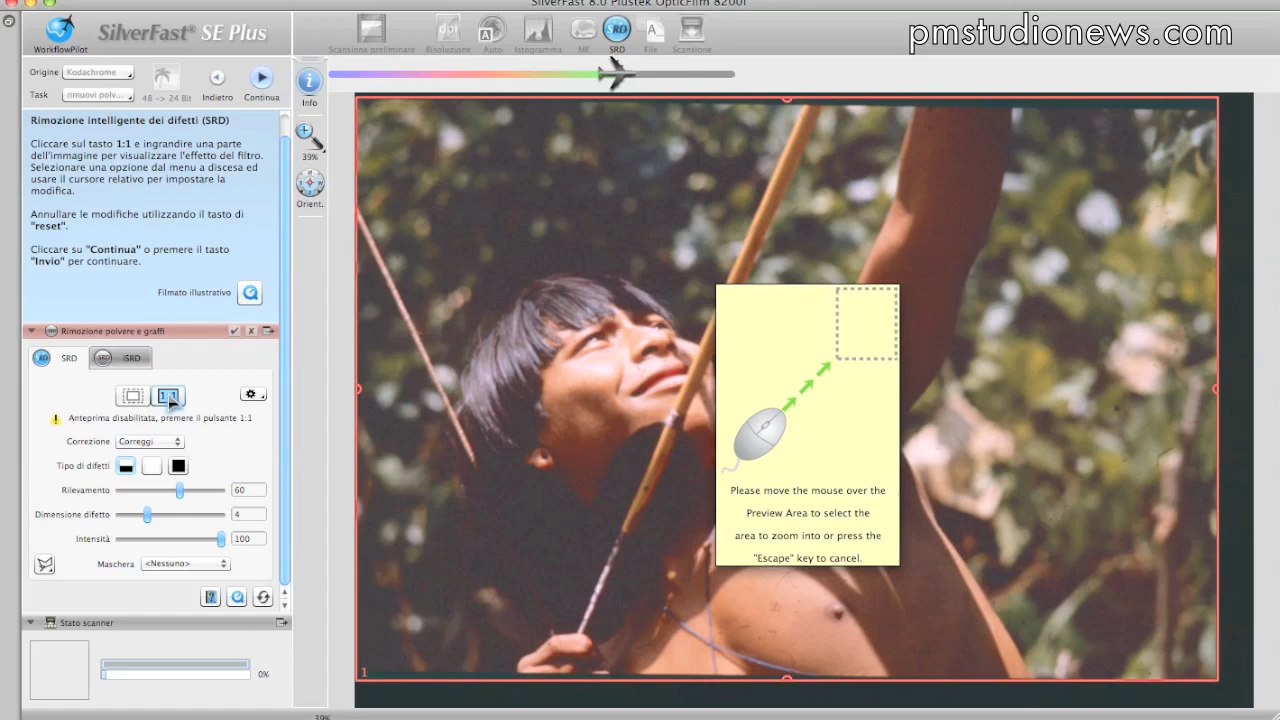 SilverFast 8.0 Plustek OpticFilm 8200i
pmstudionews.com
SilverFast® SE Plus
WorkflowPilot
Scansione preliminare
dpi
Risoluzione
A
Auto
Istogramma
ME
SRD
SRD
A
File
Scansione
Origine Kodachrome
Task rimuovi polv...
48 -> 24 Bit
Indietro
Continua
Info
39%
Orient.
Rimozione intelligente dei difetti (SRD)
Cliccare sul tasto 1:1 e ingrandire una parte
dell'immagine per visualizzare l'effetto del filtro.
Selezionare una opzione dal menu a discesa ed
usare il cursore relativo per impostare la
modifica.
Annullare le modifiche utilizzando il tasto di
"reset".
Cliccare su "Continua" o premere il tasto
"Invio" per continuare.
Filmato illustrativo
Rimozione polvere e graffi
SRD
iSRD
Anteprima disabilitata, premere il pulsante 1:1
Correzione Correggi
Tipo di difetti
Rilevamento 60
Dimensione difetto 4
Intensità 100
Maschera <Nessuno>
Stato scanner
0%
Please move the mouse over the
Preview Area to select the
area to zoom into or press the
"Escape" key to cancel.
1
39%